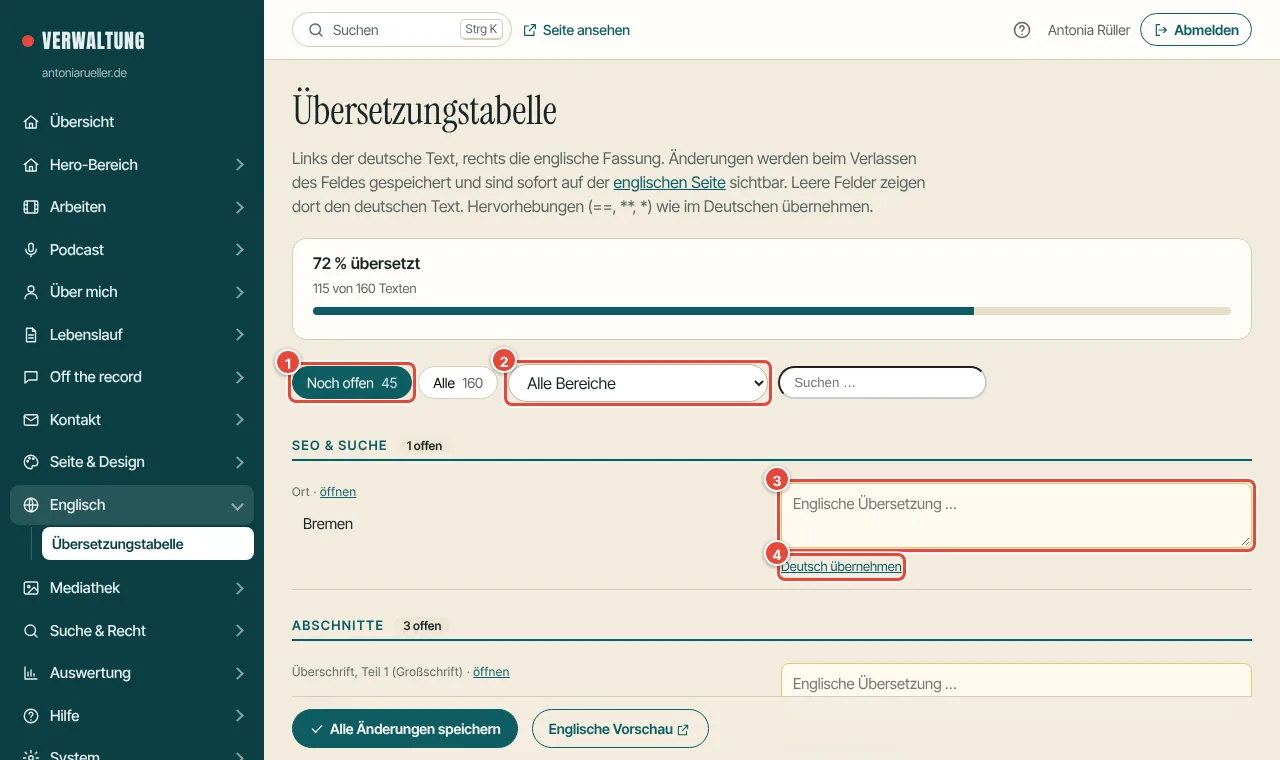 VERWALTUNG
antoniarueller.de
Übersicht
Hero-Bereich
Arbeiten
Podcast
Über mich
Lebenslauf
Off the record
Kontakt
Seite & Design
Englisch
Übersetzungstabelle
Mediathek
Suche & Recht
Auswertung
Hilfe
System
Suchen Strg K
Seite ansehen
Antonia Rüller
Abmelden
Übersetzungstabelle
Links der deutsche Text, rechts die englische Fassung. Änderungen werden beim Verlassen
des Feldes gespeichert und sind sofort auf der englischen Seite sichtbar. Leere Felder zeigen
dort den deutschen Text. Hervorhebungen (==, **, *) wie im Deutschen übernehmen.
72 % übersetzt
115 von 160 Texten
1
Noch offen 45
Alle 160
2
Alle Bereiche
Suchen …
SEO & SUCHE 1 offen
Ort · öffnen
Bremen
3
Englische Übersetzung …
4
Deutsch übernehmen
ABSCHNITTE 3 offen
Überschrift, Teil 1 (Großschrift) · öffnen
Englische Übersetzung …
Alle Änderungen speichern
Englische Vorschau